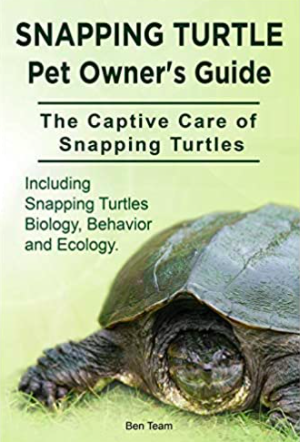 SNAPPING TURTLE
Pet Owner's Guide
The Captive Care of
Snapping Turtles
Including
Snapping Turtles
Biology, Behavior
and Ecology.
Ben Team